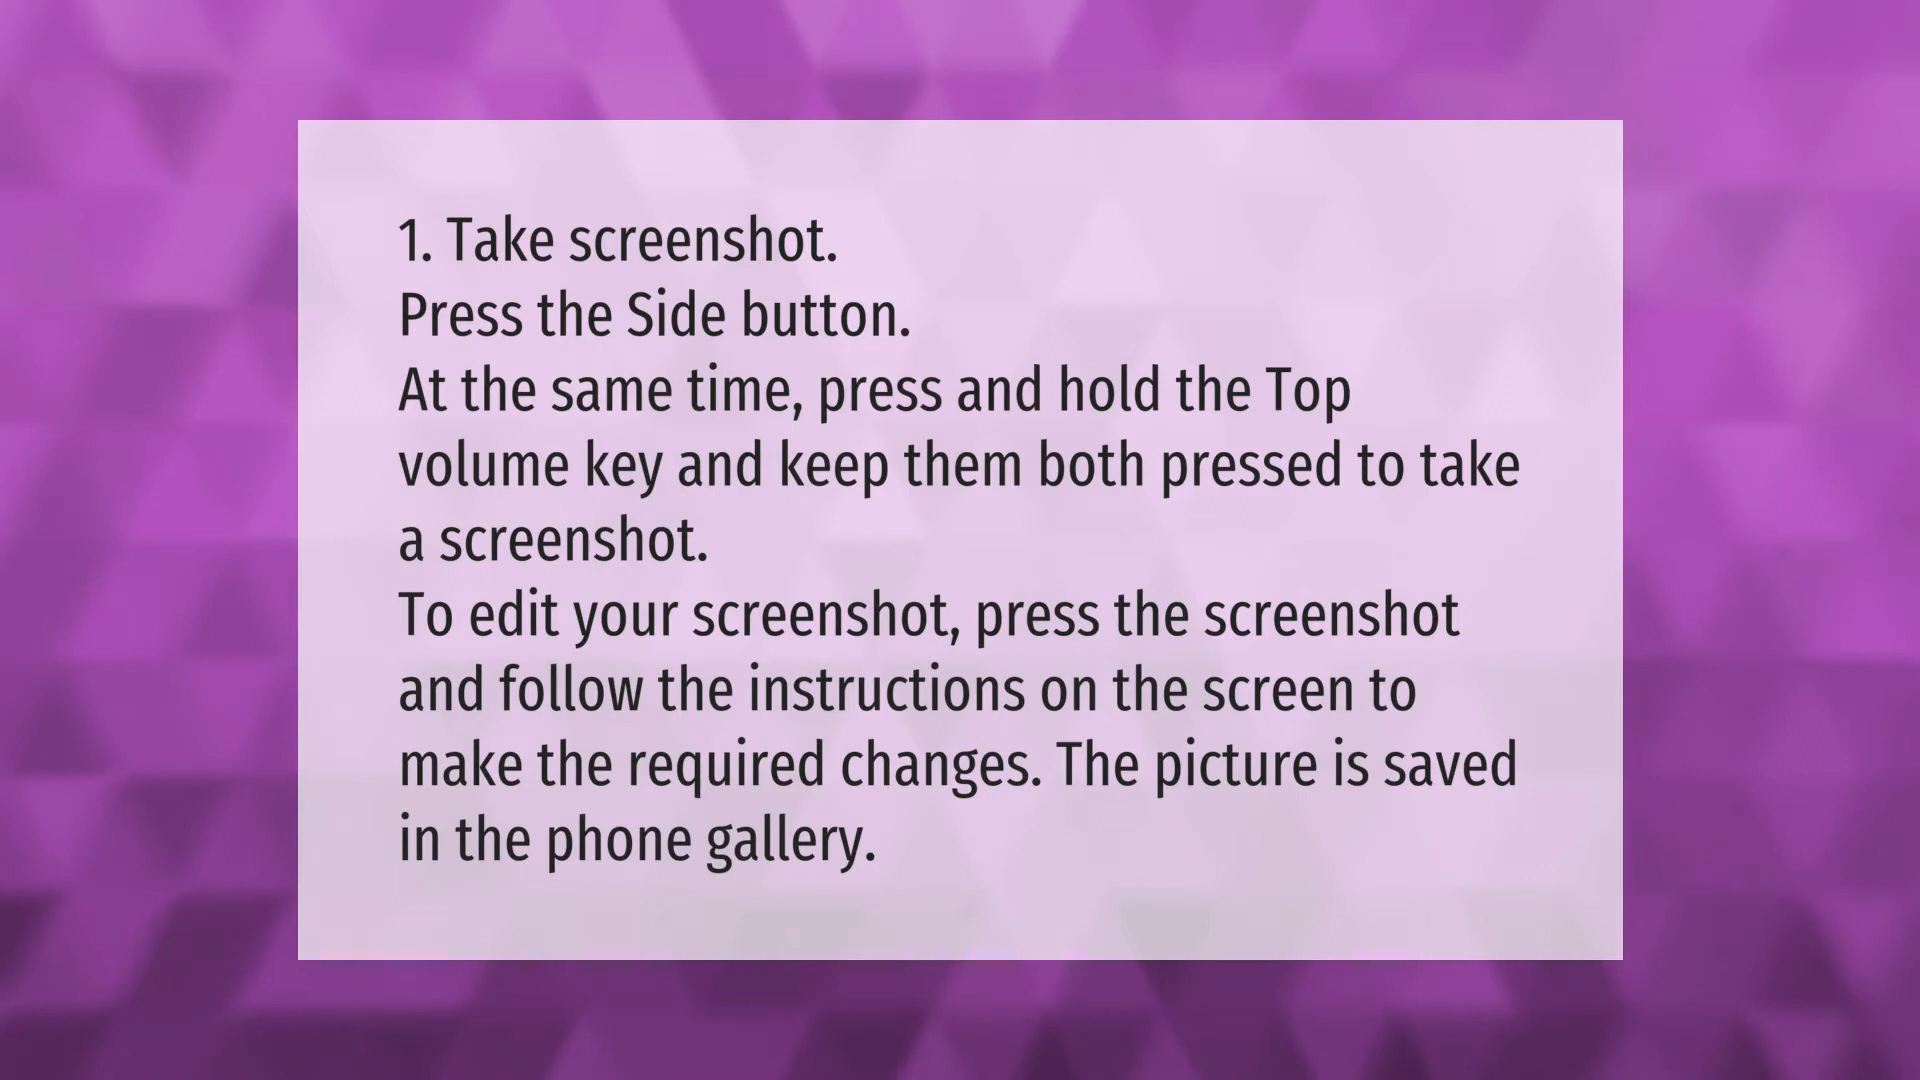 1. Take screenshot.
Press the Side button.
At the same time, press and hold the Top
volume key and keep them both pressed to take
a screenshot.
To edit your screenshot, press the screenshot
and follow the instructions on the screen to
make the required changes. The picture is saved
in the phone gallery.